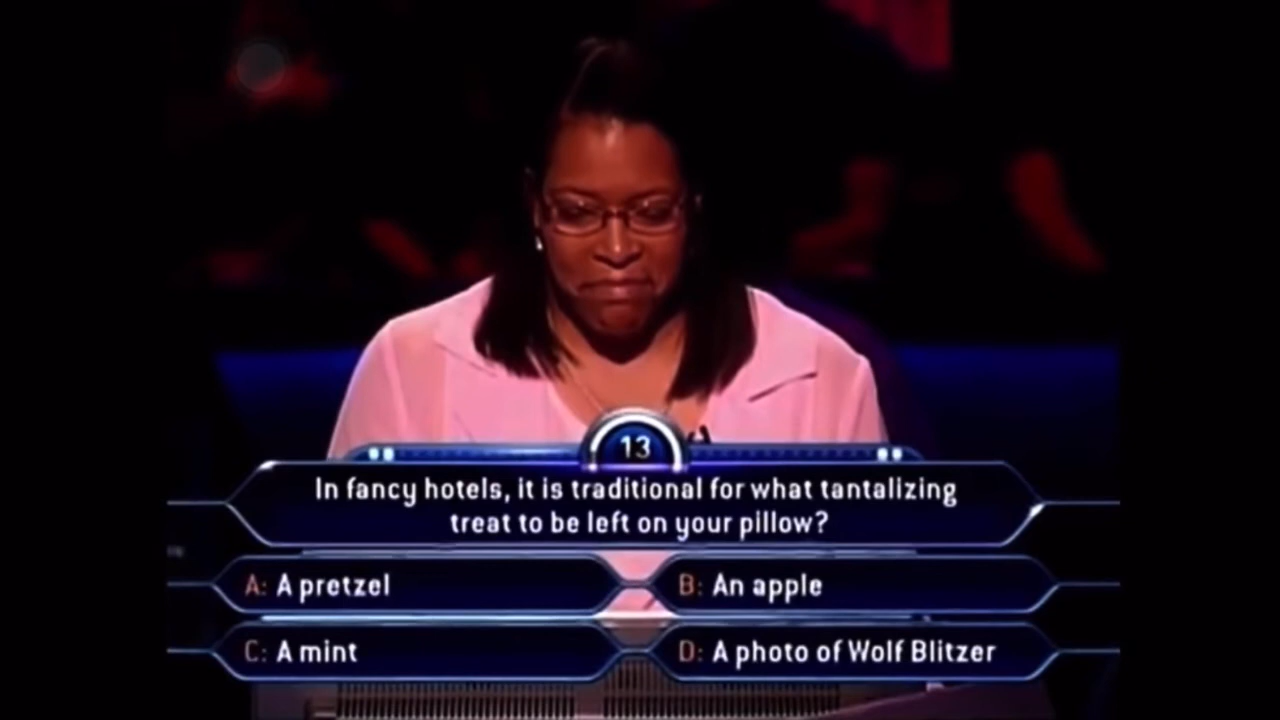 13
In fancy hotels, it is traditional for what tantalizing
treat to be left on your pillow?
A: A pretzel
B: An apple
C: A mint
D: A photo of Wolf Blitzer